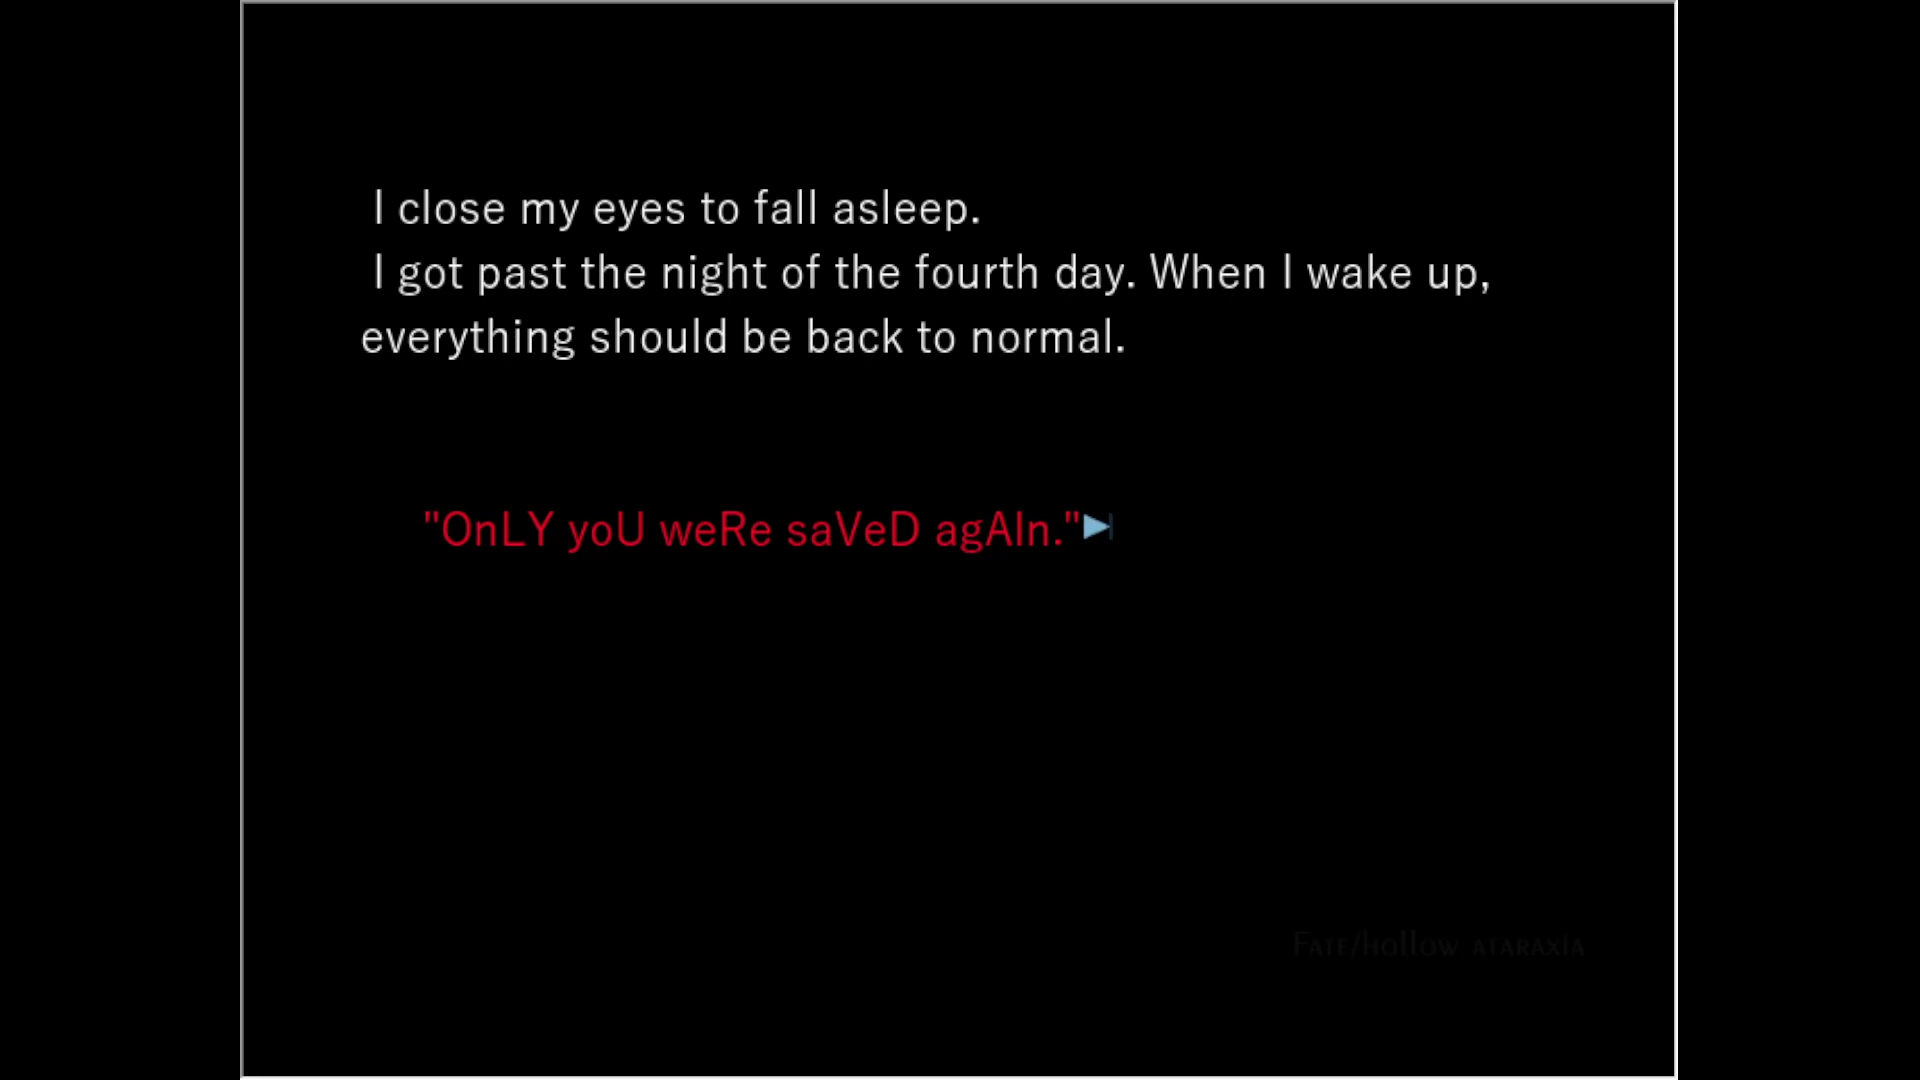 I close my eyes to fall asleep.
I got past the night of the fourth day. When I wake up,
everything should be back to normal.
"OnLY yoU weRe saVeD agAIn."
Fate/hollow ataraxia